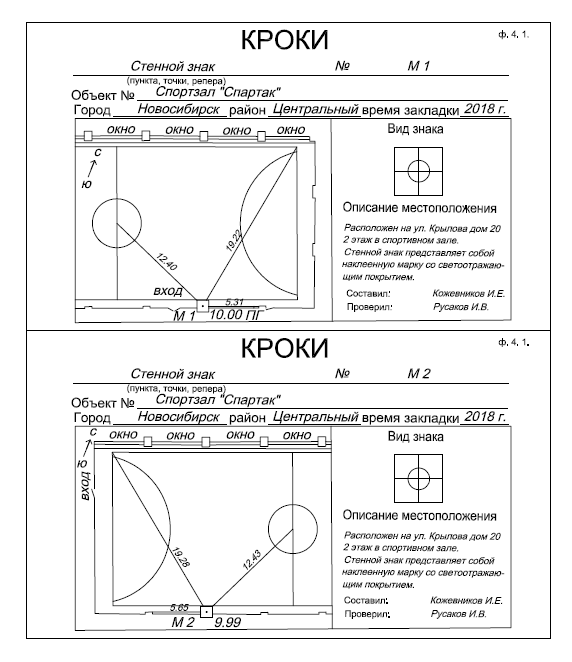 КРОКИ
ф. 4. 1.
Стенной знак № М 1
(пункта, точки, репера)
Объект № Спортзал "Спартак"
Город Новосибирск район Центральный время закладки 2018 г.
окно окно окно окно
с
ю
12.40
19.22
вход
5.31
М 1 10.00 ПГ
Вид знака
Описание местоположения
Расположен на ул. Крылова дом 20
2 этаж в спортивном зале.
Стенной знак представляет собой
наклеенную марку со светоотражаю-
щим покрытием.
Составил: Кожевников И.Е.
Проверил: Русаков И.В.
КРОКИ
ф. 4. 1.
Стенной знак № М 2
(пункта, точки, репера)
Объект № Спортзал "Спартак"
Город Новосибирск район Центральный время закладки 2018 г.
с
ю
окно окно окно окно
вход
19.28
12.43
5.65
М 2 9.99
Вид знака
Описание местоположения
Расположен на ул. Крылова дом 20
2 этаж в спортивном зале.
Стенной знак представляет собой
наклеенную марку со светоотражаю-
щим покрытием.
Составил: Кожевников И.Е.
Проверил: Русаков И.В.